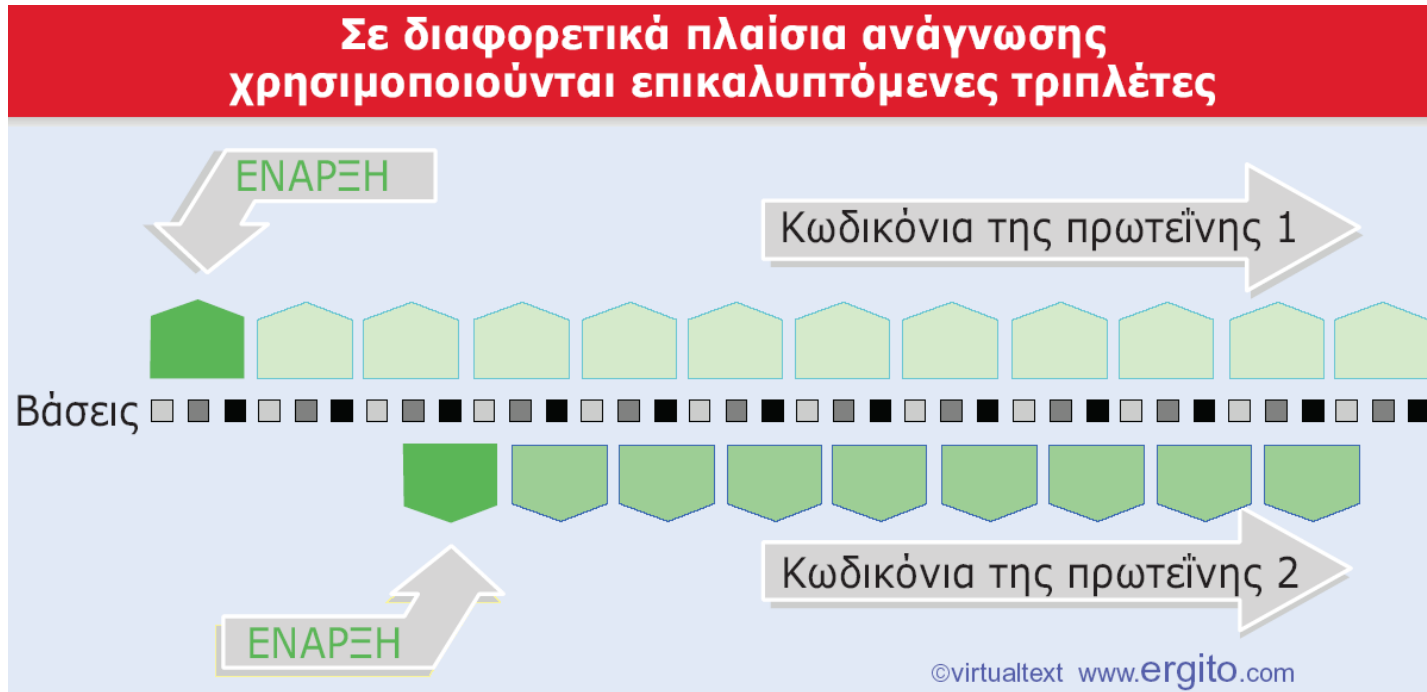 Σε διαφορετικά πλαίσια ανάγνωσης
χρησιμοποιούνται επικαλυπτόμενες τριπλέτες
ΕΝΑΡΞΗ
Κωδικόνια της πρωτεΐνης 1
Βάσεις
Κωδικόνια της πρωτεΐνης 2
ΕΝΑΡΞΗ
©virtualtext www.ergito.com